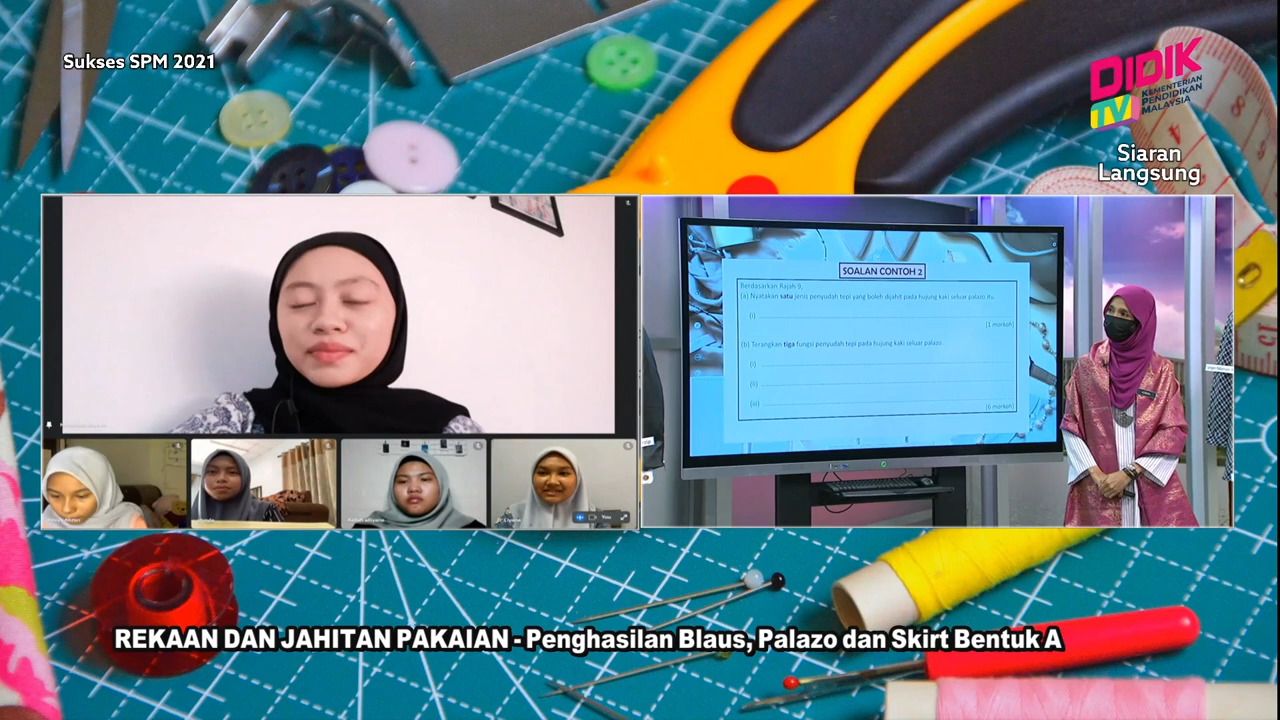 Sukses SPM 2021
DIDIK
TV
KEMENTERIAN
PENDIDIKAN
MALAYSIA
Siaran
Langsung
SOALAN CONTOH 2
Berdasarkan Rajah 9,
(a) Nyatakan satu jenis penyudah tepi yang boleh dijahit pada hujung kaki seluar palazo itu.
(i)
[1 markah]
(b) Terangkan tiga fungsi penyudah tepi pada hujung kaki seluar palazo.
(i)
(ii)
(iii)
[6 markah]
You
REKAAN DAN JAHITAN PAKAIAN - Penghasilan Blaus, Palazo dan Skirt Bentuk A